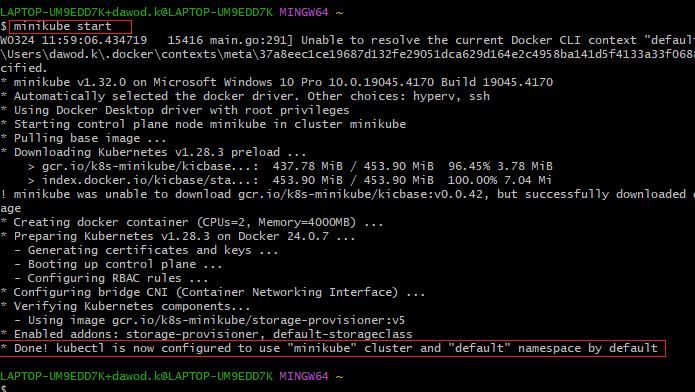 LAPTOP-UM9EDD7K+dawod.k@LAPTOP-UM9EDD7K MINGW64 ~
$ minikube start
W0324 11:59:06.434719   15416 main.go:291] Unable to resolve the current Docker CLI context "defaul
\Users\dawod.k\.docker\contexts\meta\37a8eec1ce19687d132fe29051dca629d164e2c4958ba141d5f4133a33f0688
cified.
* minikube v1.32.0 on Microsoft Windows 10 Pro 10.0.19045.4170 Build 19045.4170
* Automatically selected the docker driver. Other choices: hyperv, ssh
* Using Docker Desktop driver with root privileges
* Starting control plane node minikube in cluster minikube
* Pulling base image ...
* Downloading Kubernetes v1.28.3 preload ...
    > gcr.io/k8s-minikube/kicbase...:  437.78 MiB / 453.90 MiB  96.45% 3.78 MiB
    > index.docker.io/kicbase/sta...:  453.90 MiB / 453.90 MiB  100.00% 7.04 Mi
! minikube was unable to download gcr.io/k8s-minikube/kicbase:v0.0.42, but successfully downloaded
age
* Creating docker container (CPUs=2, Memory=4000MB) ...
* Preparing Kubernetes v1.28.3 on Docker 24.0.7 ...
  - Generating certificates and keys ...
  - Booting up control plane ...
  - Configuring RBAC rules ...
* Configuring bridge CNI (Container Networking Interface) ...
* Verifying Kubernetes components...
  - Using image gcr.io/k8s-minikube/storage-provisioner:v5
* Enabled addons: storage-provisioner, default-storageclass
* Done! kubectl is now configured to use "minikube" cluster and "default" namespace by default
LAPTOP-UM9EDD7K+dawod.k@LAPTOP-UM9EDD7K MINGW64 ~
$